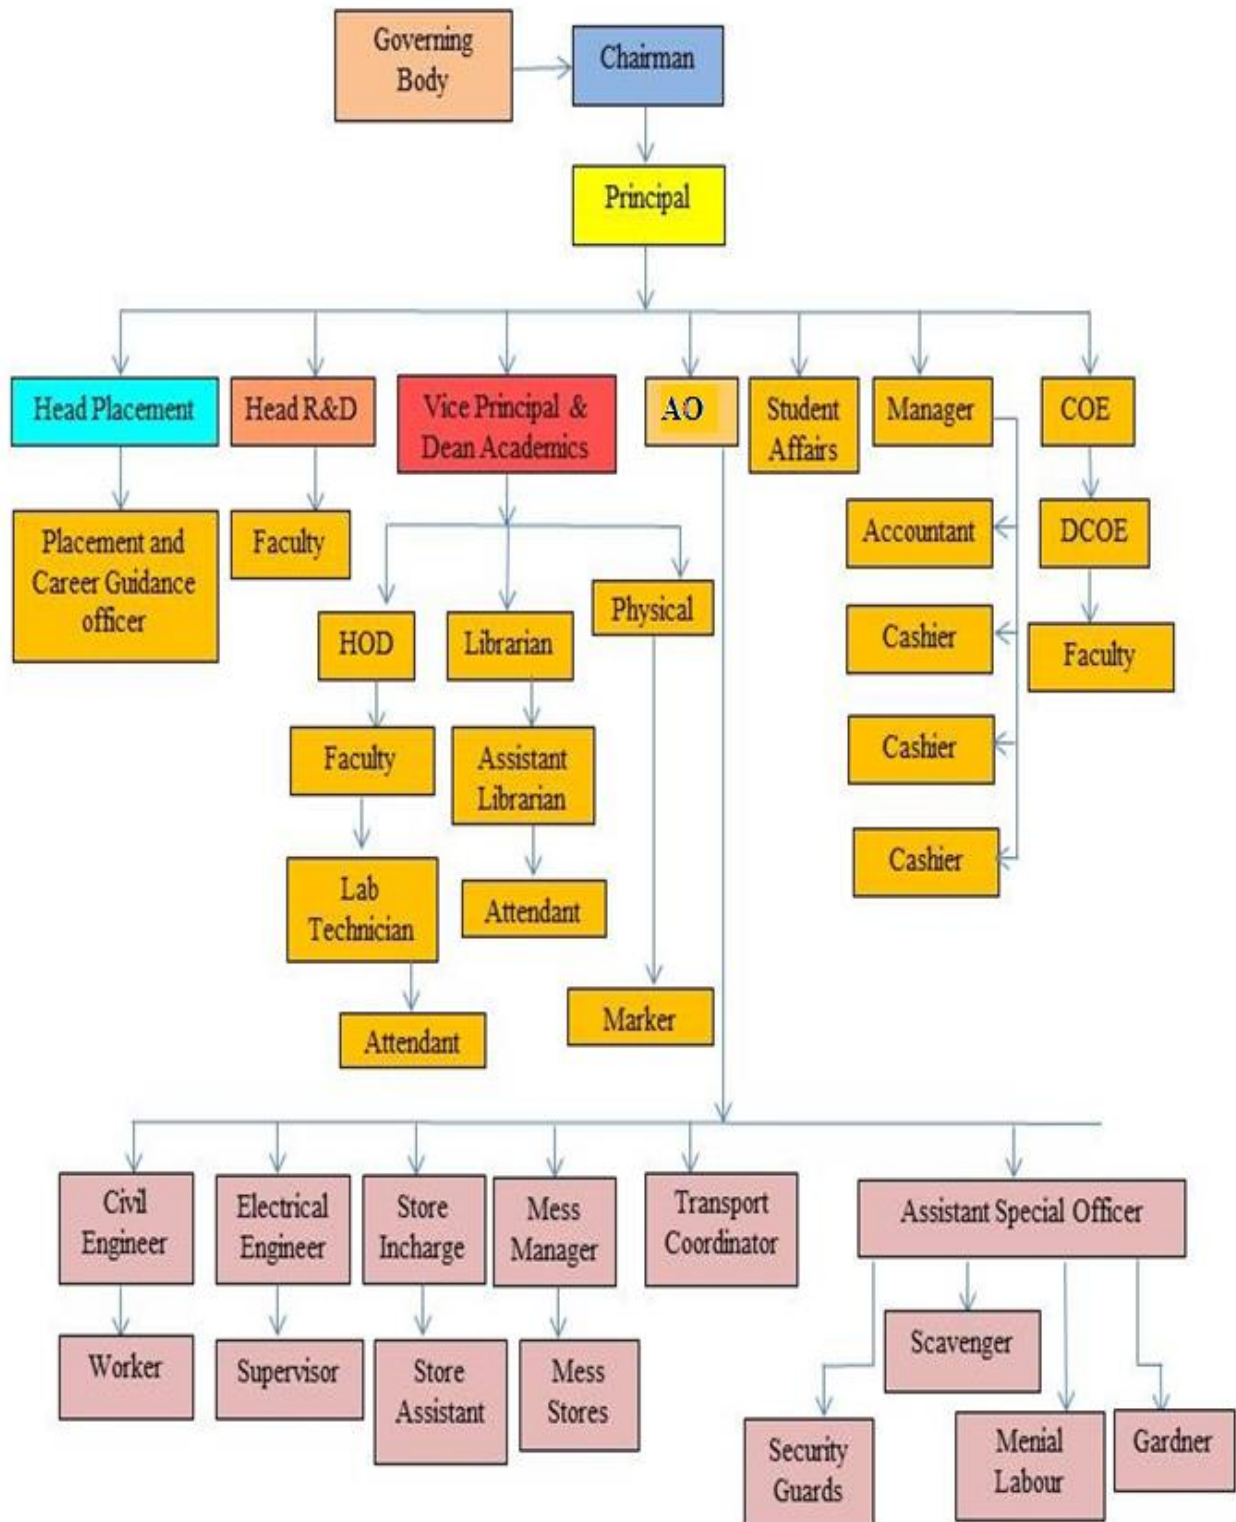 Governing
Body
Chairman
Principal
Head Placement
Head R&D
Vice Principal &
Dean Academics
AO
Student
Affairs
Manager
COE
Placement and
Career Guidance
officer
Faculty
Accountant
DCOE
HOD
Librarian
Physical
Cashier
Faculty
Faculty
Assistant
Librarian
Cashier
Lab
Technician
Attendant
Cashier
Attendant
Marker
Civil
Engineer
Electrical
Engineer
Store
Incharge
Mess
Manager
Transport
Coordinator
Assistant Special Officer
Worker
Supervisor
Store
Assistant
Mess
Stores
Scavenger
Security
Guards
Menial
Labour
Gardner